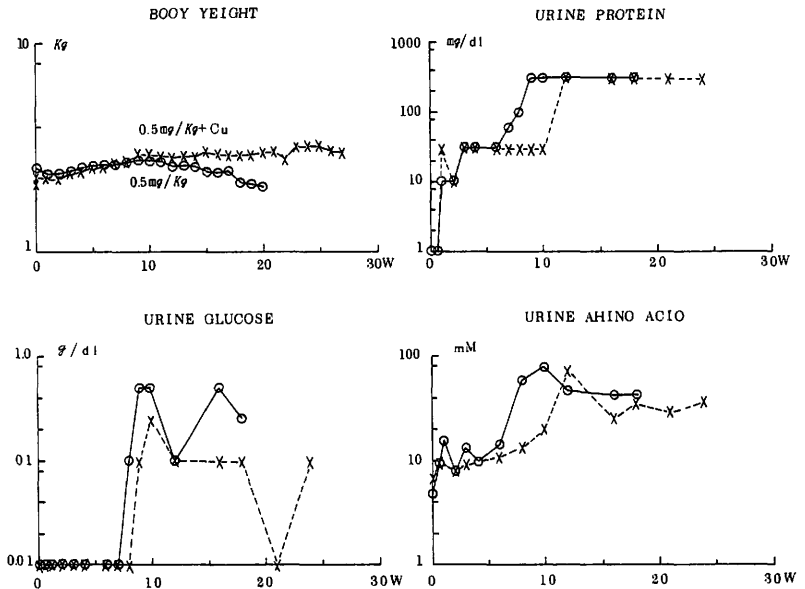 BOOY YEIGHT
Kg
10
0.5mg/Kg+Cu
0.5mg/Kg
1
0 10 20 30W
URINE PROTEIN
mg/dl
1000
100
10
1
0 10 20 30W
URINE GLUCOSE
g/dl
1.0
0.1
0.01
0 10 20 30W
URINE AHINO ACIO
mM
100
10
1
0 10 20 30W